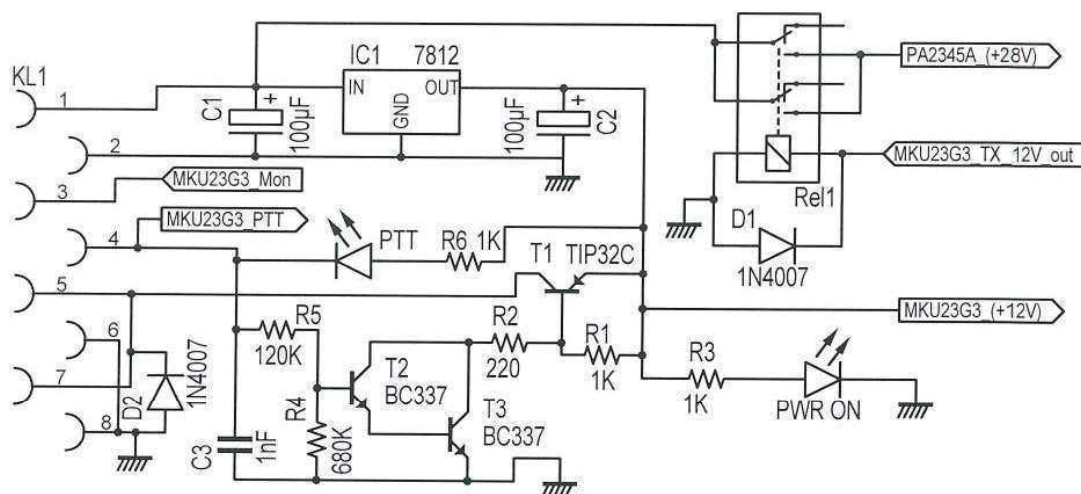 KL1
1
2
3
4
5
6
7
8
C1
+
100µF
IC1 7812
IN OUT
GND
+
100µF
C2
PA2345A_(+28V)
MKU23G3_TX_12V_out
Rel1
D1
1N4007
MKU23G3_Mon
MKU23G3_PTT
PTT
R6 1K
T1
TIP32C
MKU23G3_(+12V)
R5
120K
R2
220
R1
1K
R3
1K
PWR ON
T2
BC337
T3
BC337
R4
680K
D2
1N4007
C3
1nF